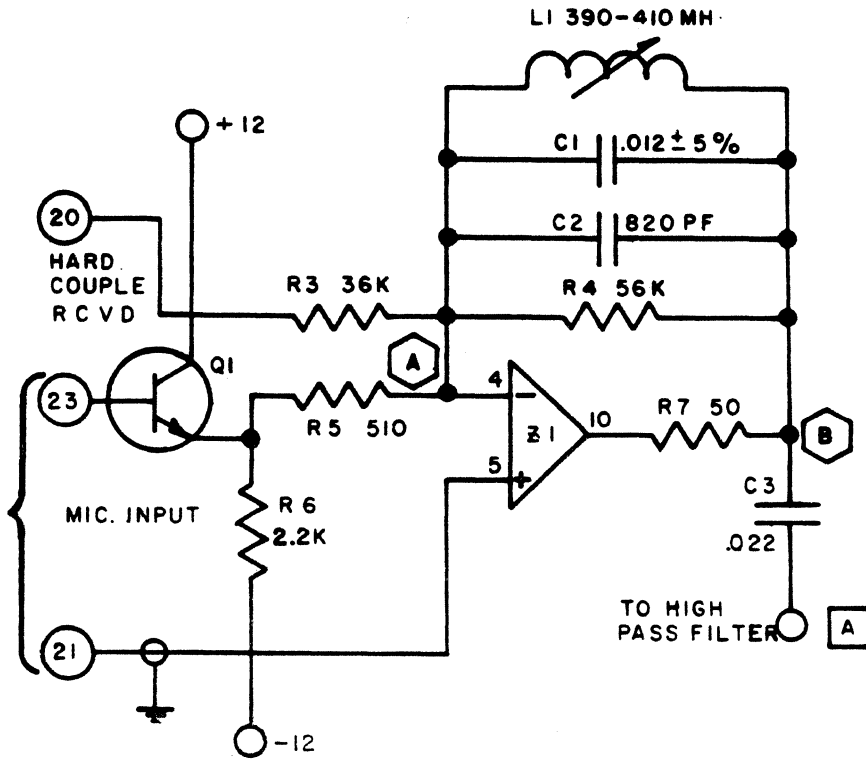 L1 390-410 MH
C1 .012 ± 5%
C2 820 PF
+12
20
HARD
COUPLE
RCVD
R3 36K
R4 56K
A
Q1
23
R5 510
4
-
Z1
10
R7 50
B
5
+
R6
2.2K
MIC. INPUT
C3
.022
TO HIGH
PASS FILTER
A
21
-12